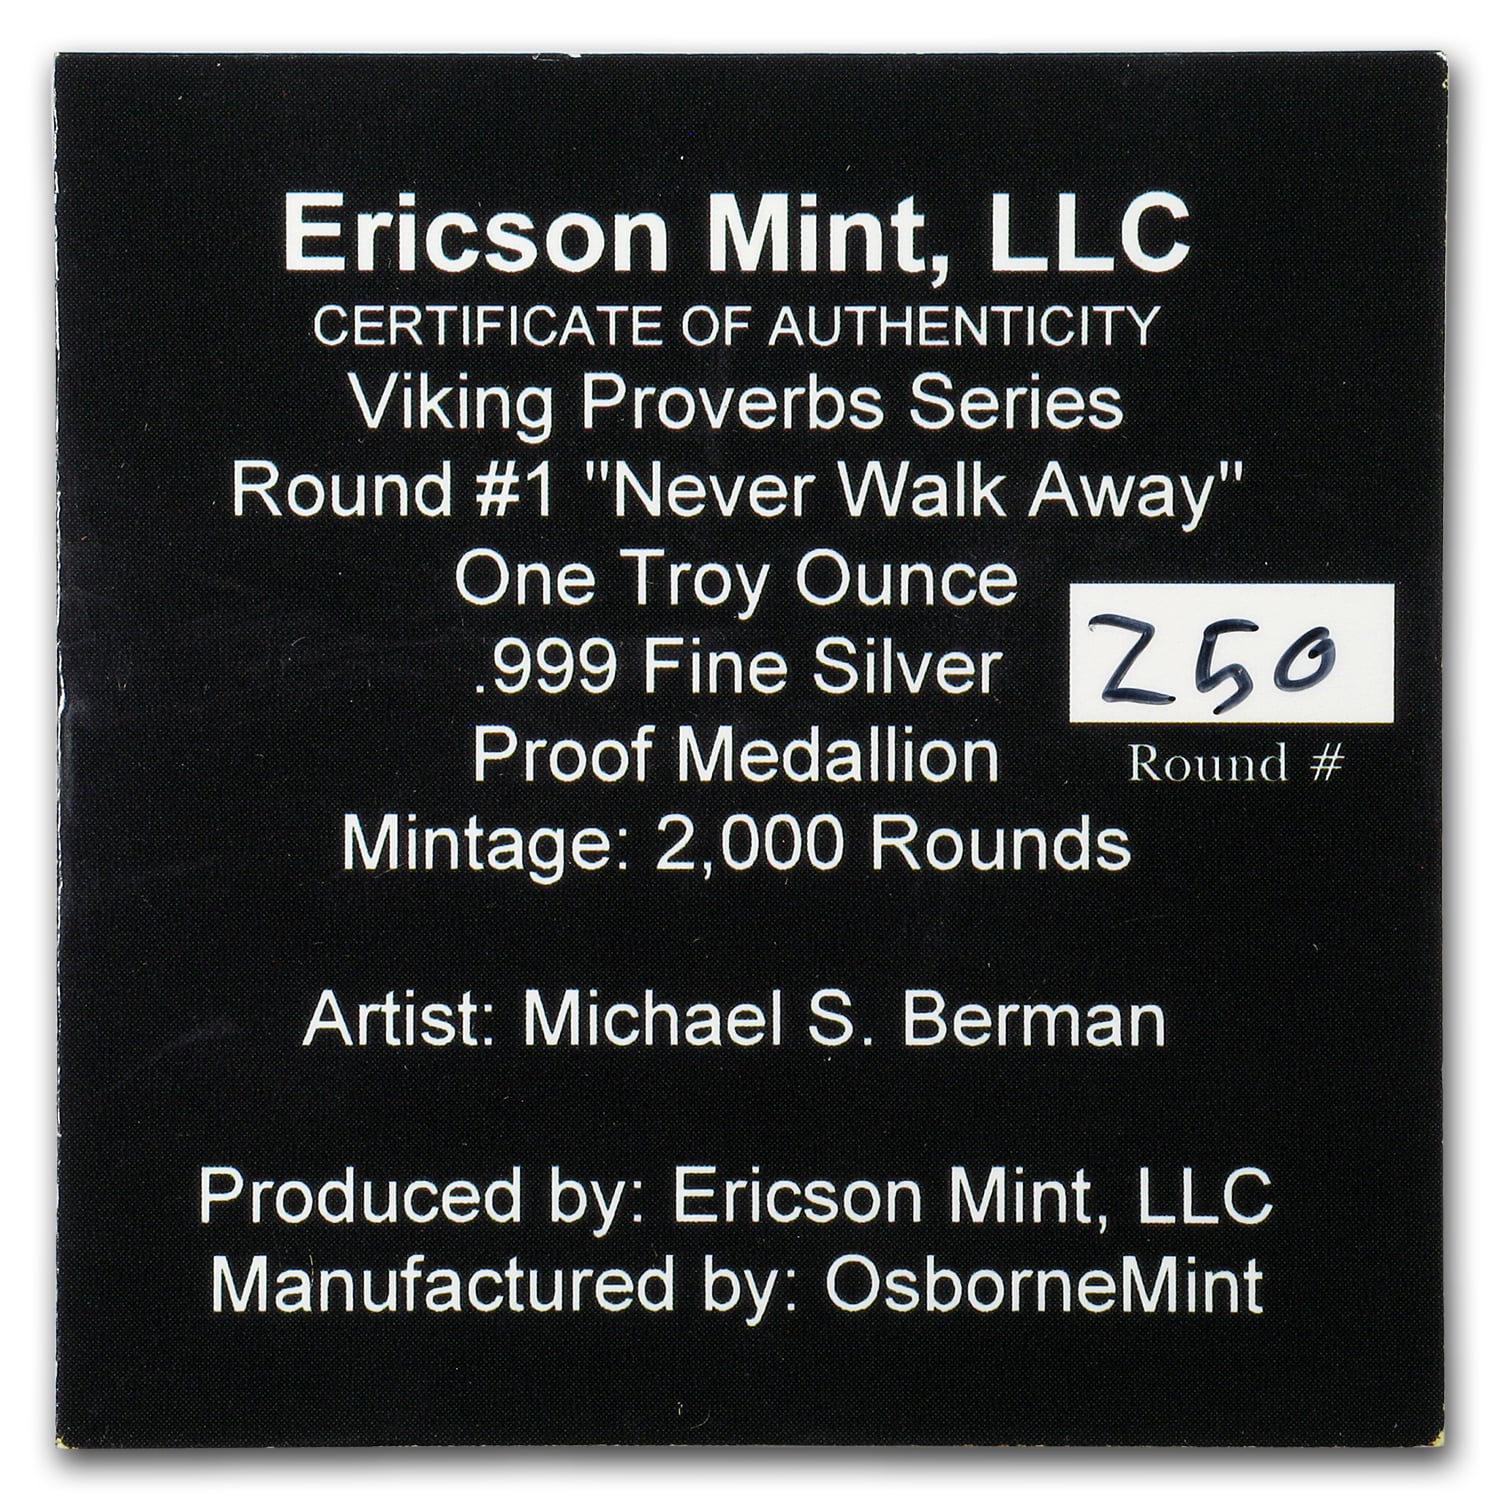 Ericson Mint, LLC
CERTIFICATE OF AUTHENTICITY
Viking Proverbs Series
Round #1 "Never Walk Away"
One Troy Ounce
.999 Fine Silver
Proof Medallion
Mintage: 2,000 Rounds
250
Round #
Artist: Michael S. Berman
Produced by: Ericson Mint, LLC
Manufactured by: OsborneMint